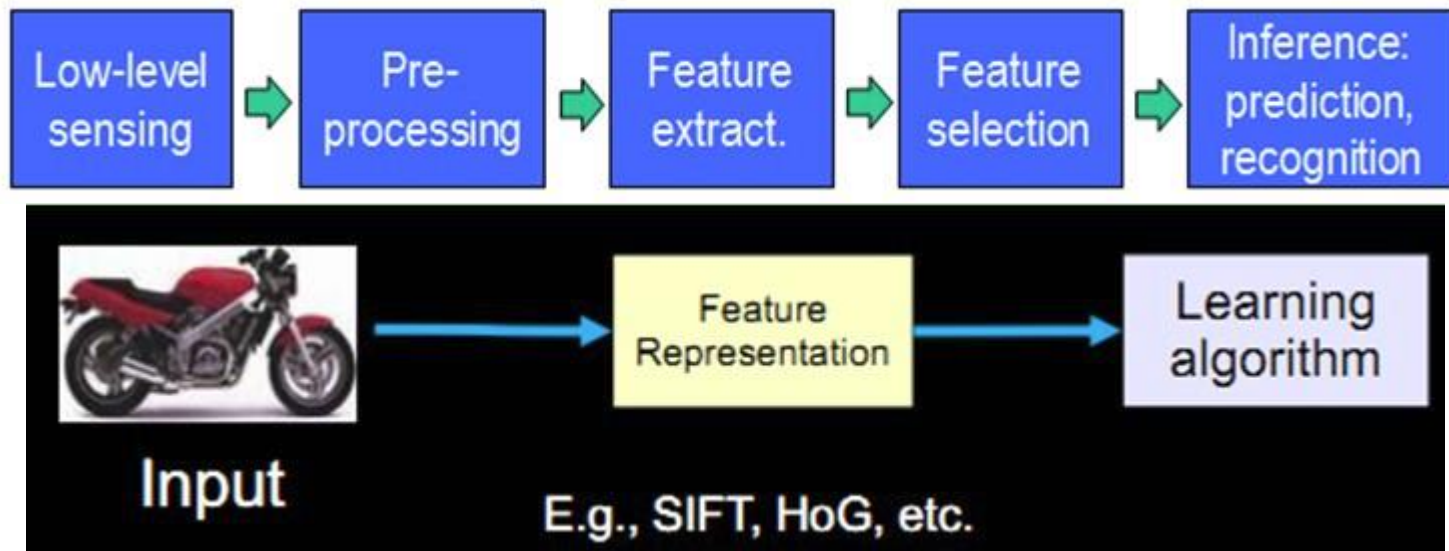 Low-level
sensing
Pre-
processing
Feature
extract.
Feature
selection
Inference:
prediction,
recognition
Feature
Representation
Learning
algorithm
Input
E.g., SIFT, HoG, etc.